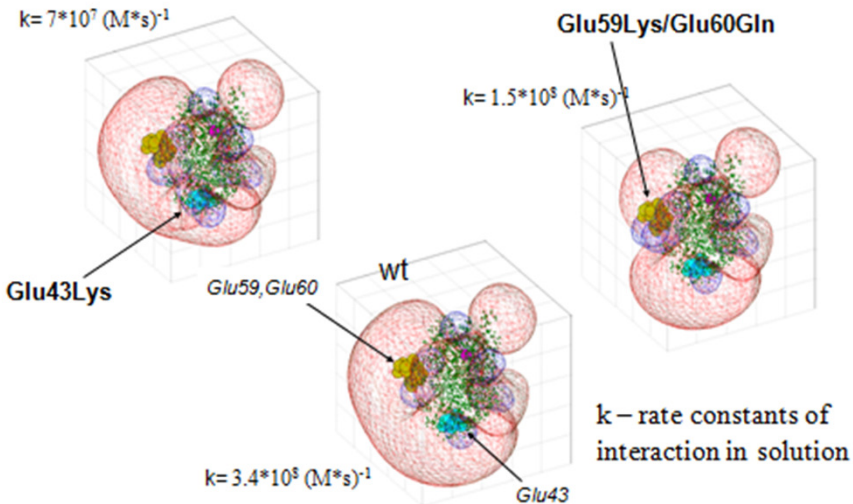 k= 7*10⁷ (M*s)⁻¹
Glu59Lys/Glu60Gln
k= 1.5*10⁸ (M*s)⁻¹
Glu43Lys
Glu59,Glu60
wt
k – rate constants of
interaction in solution
k= 3.4*10⁸ (M*s)⁻¹
Glu43